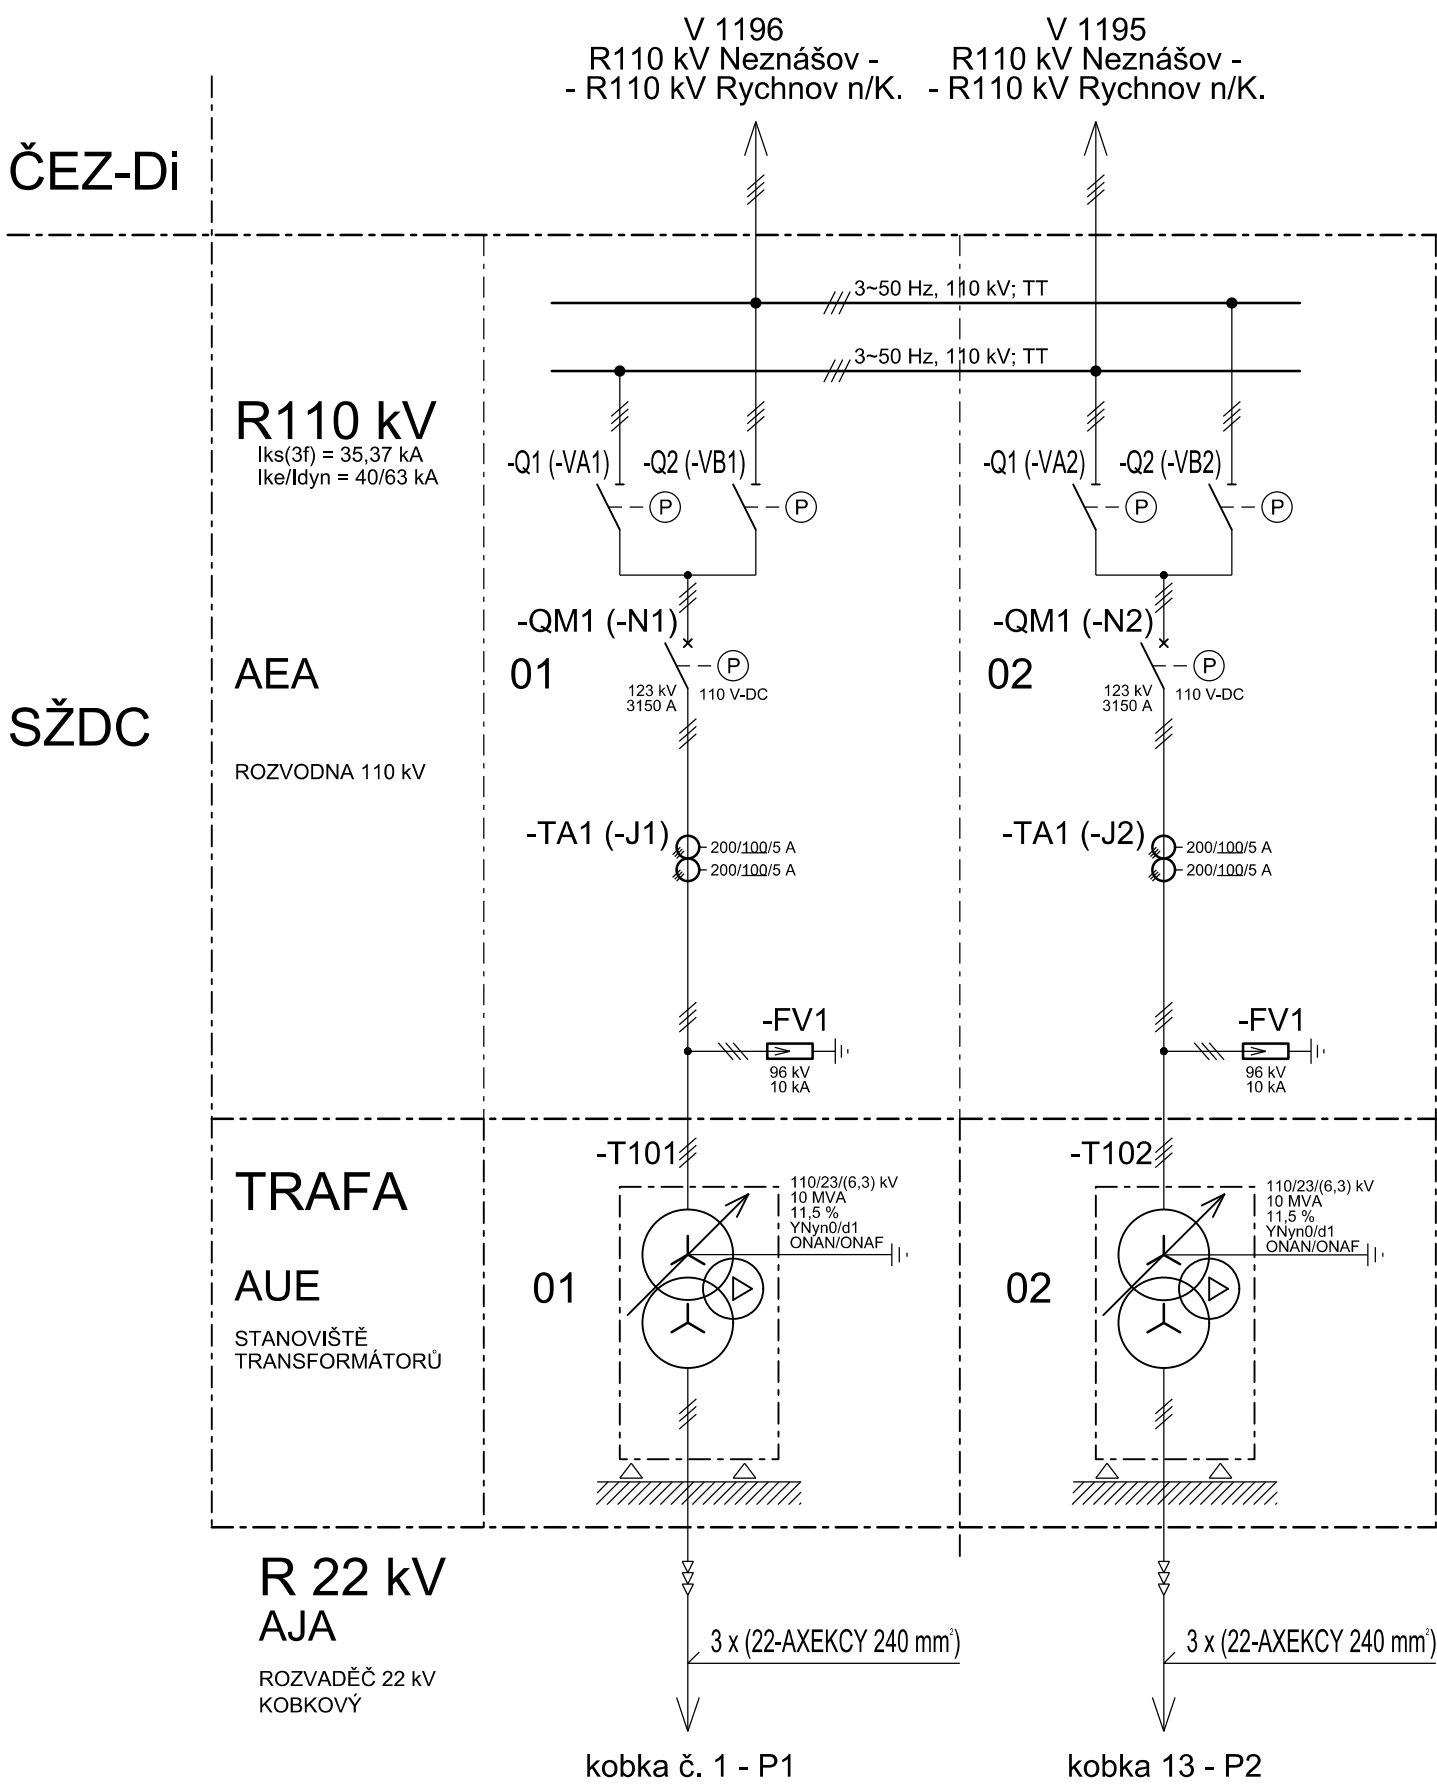 V 1196
R110 kV Neznášov -
- R110 kV Rychnov n/K.
V 1195
R110 kV Neznášov -
- R110 kV Rychnov n/K.
ČEZ-Di
3~50 Hz, 110 kV; TT
3~50 Hz, 110 kV; TT
R110 kV
Iks(3f) = 35,37 kA
Ike/Idyn = 40/63 kA
-Q1 (-VA1)
-Q2 (-VB1)
-Q1 (-VA2)
-Q2 (-VB2)
P
P
P
P
-QM1 (-N1)
-QM1 (-N2)
SŽDC
AEA
01
P
123 kV
3150 A
110 V-DC
02
P
123 kV
3150 A
110 V-DC
ROZVODNA 110 kV
-TA1 (-J1)
200/100/5 A
200/100/5 A
-TA1 (-J2)
200/100/5 A
200/100/5 A
-FV1
96 kV
10 kA
-FV1
96 kV
10 kA
TRAFA
-T101
110/23/(6,3) kV
10 MVA
11,5 %
YNyn0/d1
ONAN/ONAF
-T102
110/23/(6,3) kV
10 MVA
11,5 %
YNyn0/d1
ONAN/ONAF
AUE
01
02
STANOVIŠTĚ
TRANSFORMÁTORŮ
R 22 kV
AJA
ROZVADĚČ 22 kV
KOBKOVÝ
3 x (22-AXEKCY 240 mm²)
3 x (22-AXEKCY 240 mm²)
kobka č. 1 - P1
kobka 13 - P2